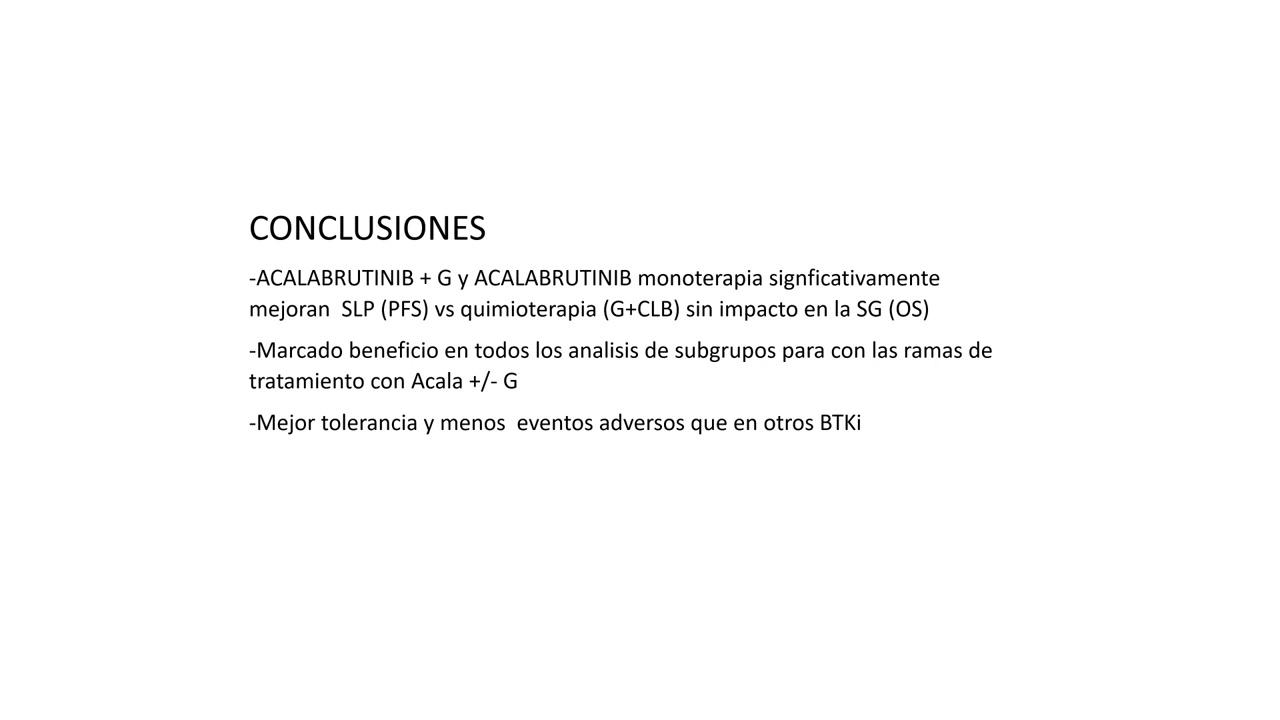 CONCLUSIONES
-ACALABRUTINIB + G y ACALABRUTINIB monoterapia signficativamente
mejoran  SLP (PFS) vs quimioterapia (G+CLB) sin impacto en la SG (OS)
-Marcado beneficio en todos los analisis de subgrupos para con las ramas de
tratamiento con Acala +/- G
-Mejor tolerancia y menos  eventos adversos que en otros BTKi